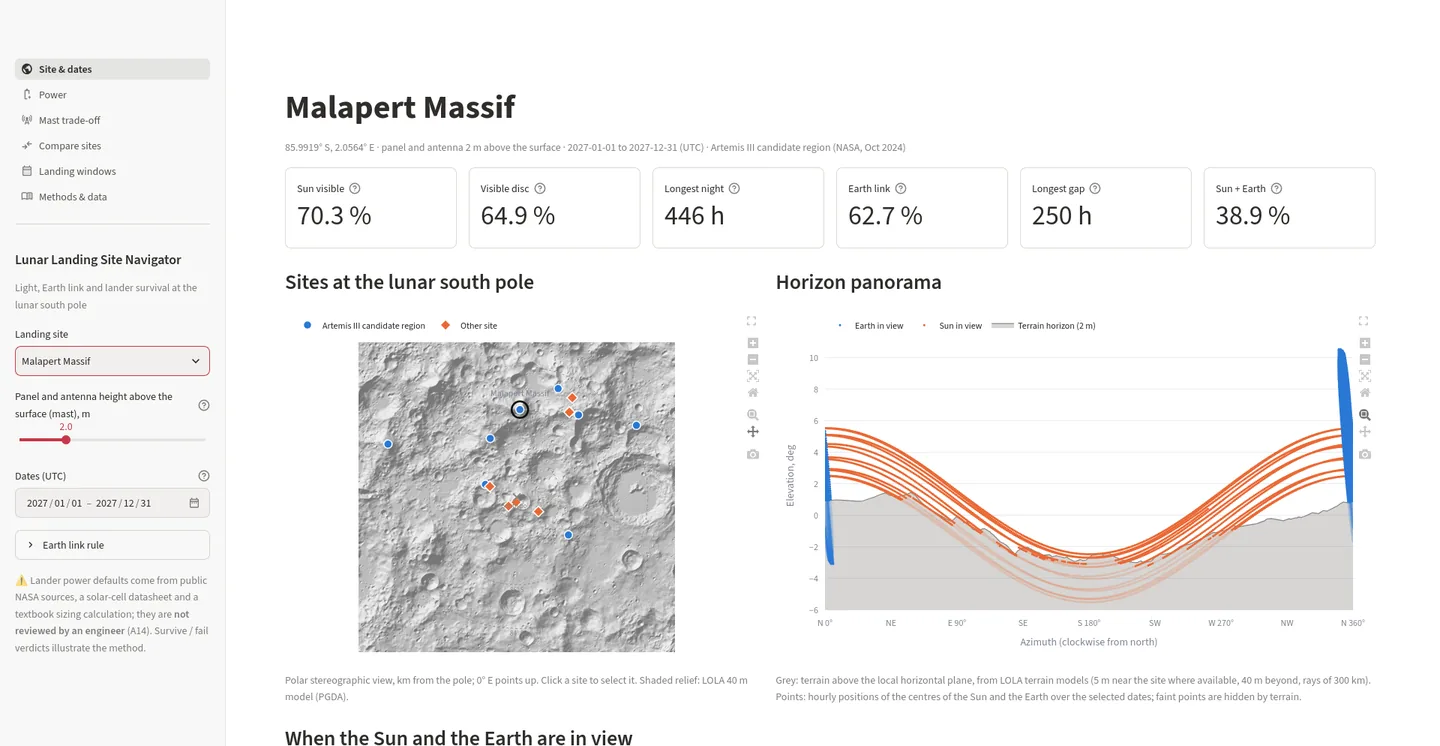 Site & dates
Power
Mast trade-off
Compare sites
Landing windows
Methods & data
Lunar Landing Site Navigator
Light, Earth link and lander survival at the
lunar south pole
Landing site
Malapert Massif
Panel and antenna height above the
surface (mast), m
2.0
Dates (UTC)
2027/01/01 – 2027/12/31
Earth link rule
⚠️ Lander power defaults come from public
NASA sources, a solar-cell datasheet and a
textbook sizing calculation; they are not
reviewed by an engineer (A14). Survive / fail
verdicts illustrate the method.
Malapert Massif
85.9919° S, 2.0564° E · panel and antenna 2 m above the surface · 2027-01-01 to 2027-12-31 (UTC) · Artemis III candidate region (NASA, Oct 2024)
Sun visible
70.3 %
Visible disc
64.9 %
Longest night
446 h
Earth link
62.7 %
Longest gap
250 h
Sun + Earth
38.9 %
Sites at the lunar south pole
Artemis III candidate region
Other site
Malapert Massif
Polar stereographic view, km from the pole; 0° E points up. Click a site to select it. Shaded relief: LOLA 40 m
model (PGDA).
Horizon panorama
Earth in view
Sun in view
Terrain horizon (2 m)
Elevation, deg
10
8
6
4
2
0
−2
−4
−6
N 0°
NE
E 90°
SE
S 180°
SW
W 270°
NW
N 360°
Azimuth (clockwise from north)
Grey: terrain above the local horizontal plane, from LOLA terrain models (5 m near the site where available, 40 m beyond, rays of 300 km).
Points: hourly positions of the centres of the Sun and the Earth over the selected dates; faint points are hidden by terrain.
When the Sun and the Earth are in view